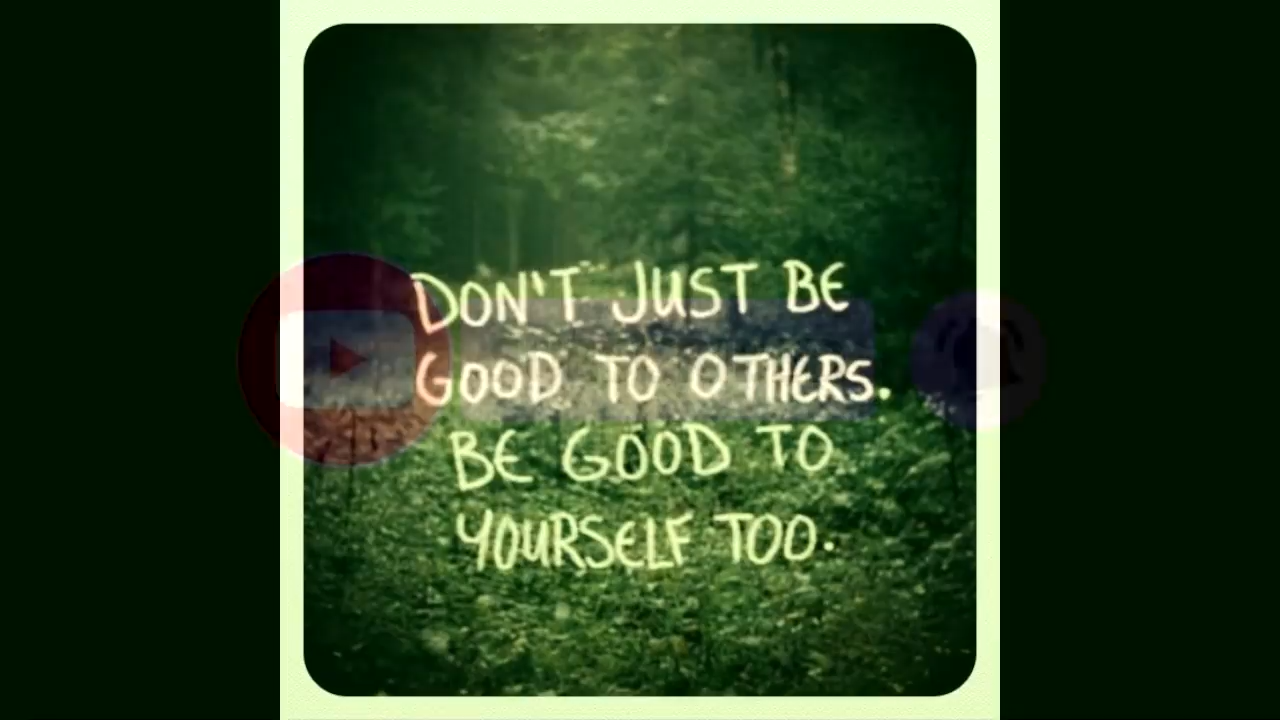 DON'T JUST BE
GOOD TO OTHERS.
BE GOOD TO
YOURSELF TOO.